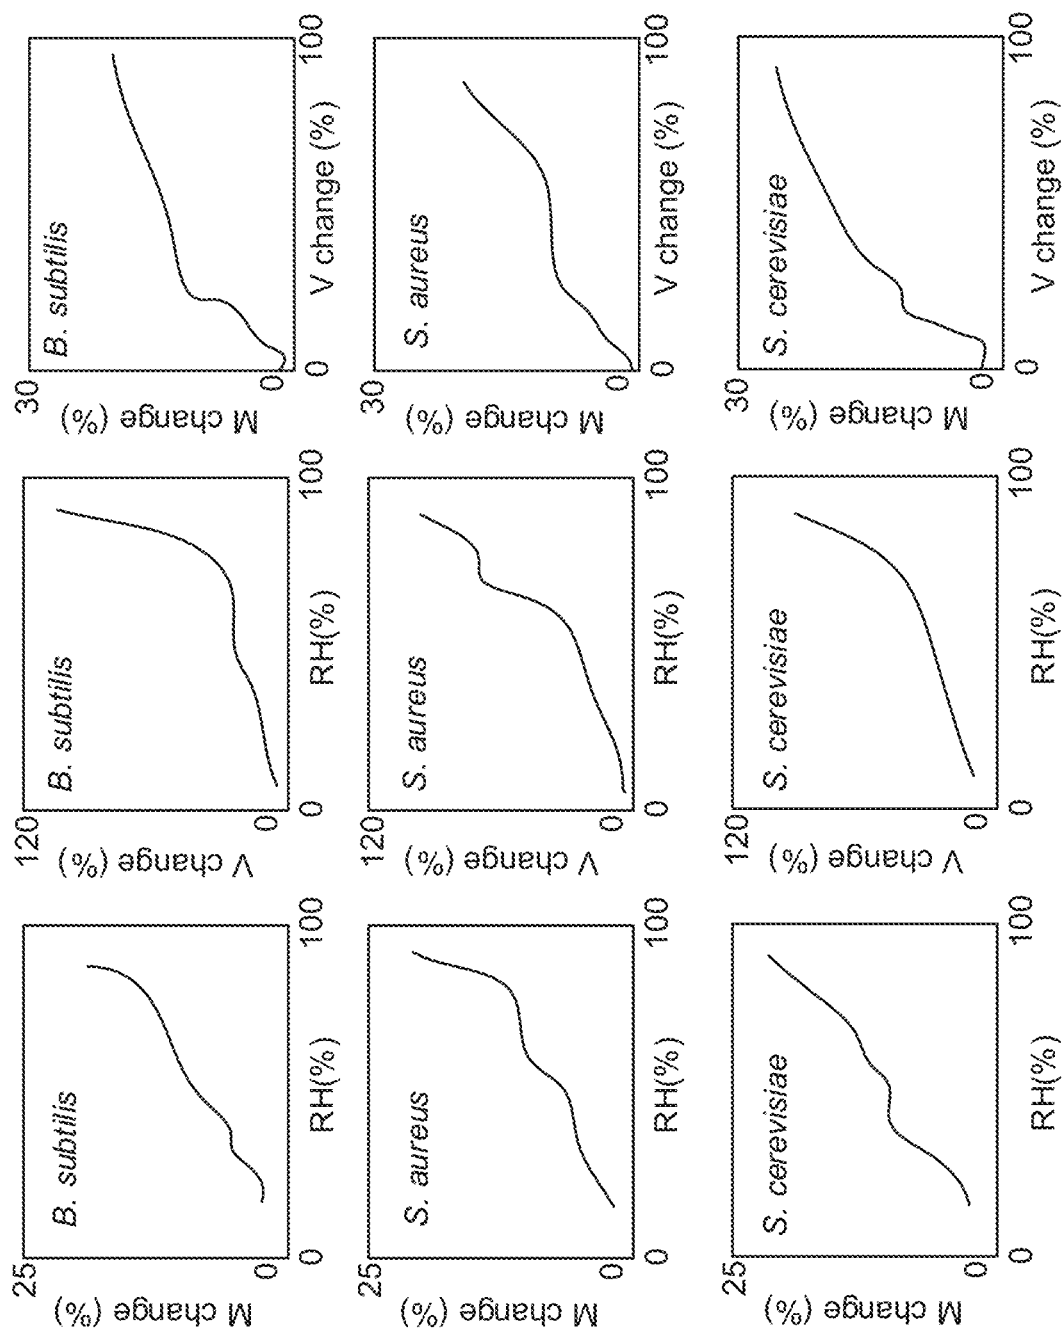 25
M change (%)
B. subtilis
0
0
100
RH(%)
120
V change (%)
B. subtilis
0
0
100
RH(%)
30
M change (%)
B. subtilis
0
0
100
V change (%)
25
M change (%)
S. aureus
0
0
100
RH(%)
120
V change (%)
S. aureus
0
0
100
RH(%)
30
M change (%)
S. aureus
0
0
100
V change (%)
25
M change (%)
S. cerevisiae
0
0
100
RH(%)
120
V change (%)
S. cerevisiae
0
0
100
RH(%)
30
M change (%)
S. cerevisiae
0
0
100
V change (%)